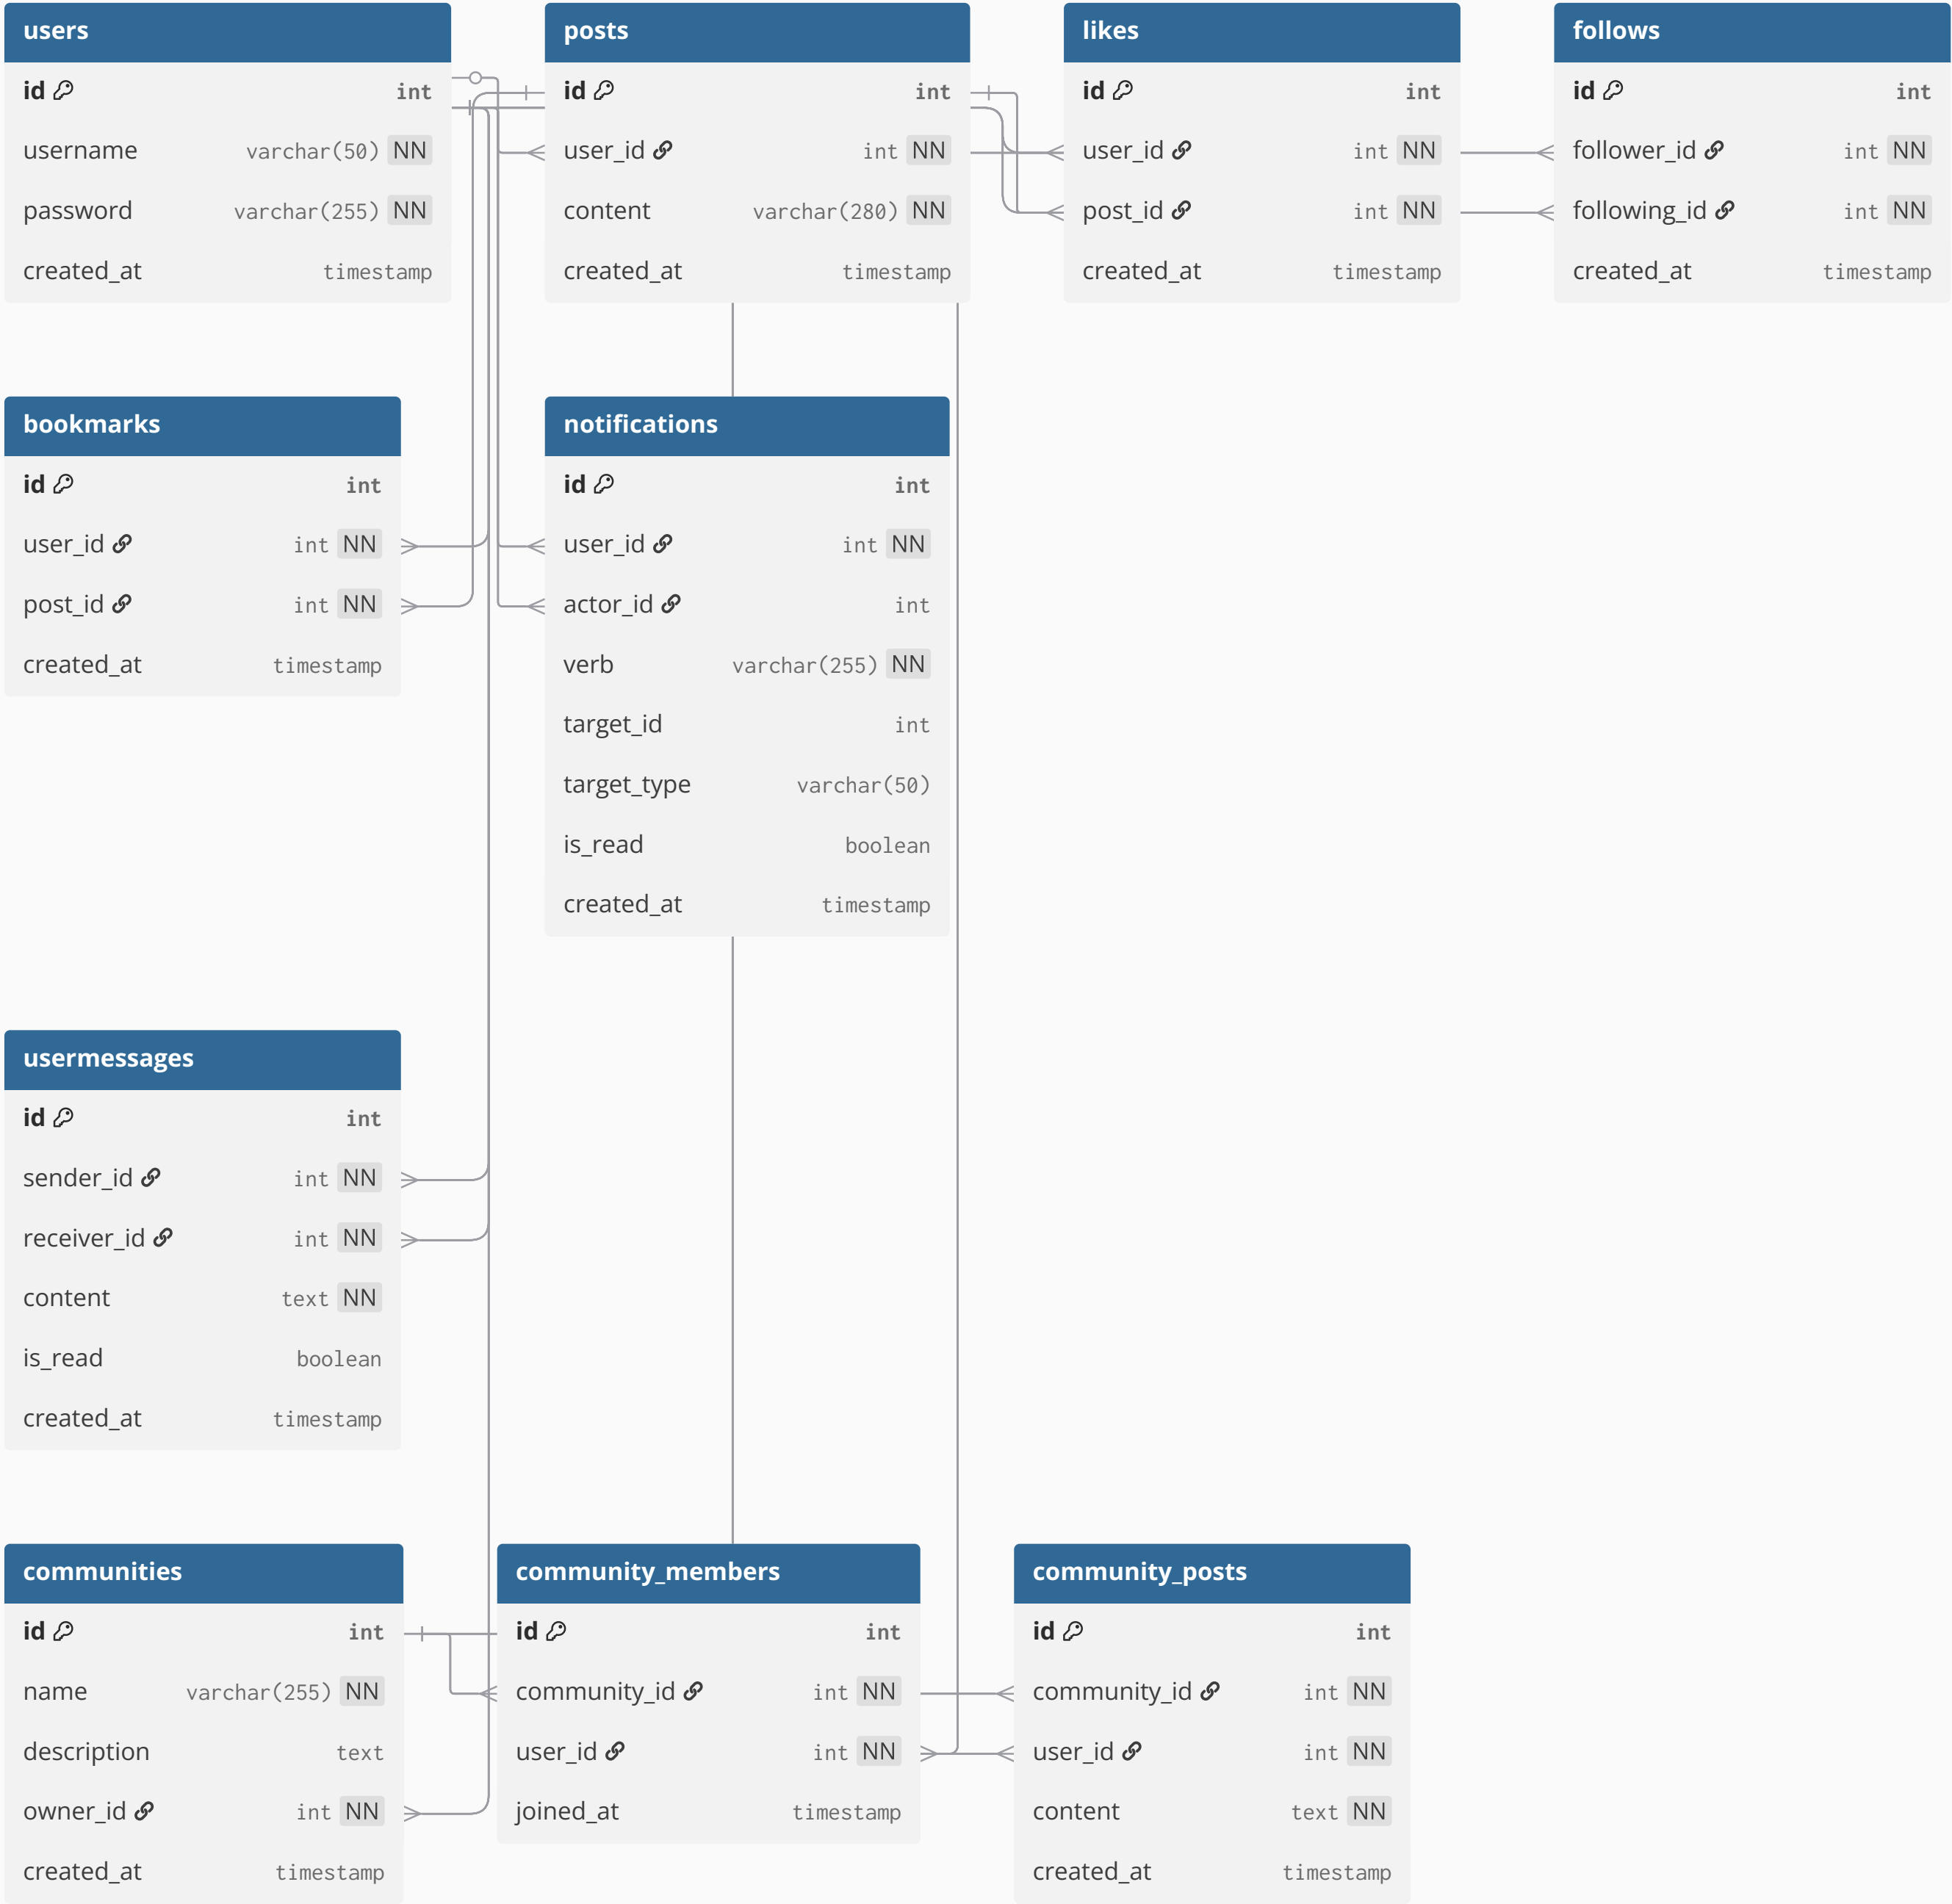 users
id int
username varchar(50) NN
password varchar(255) NN
created_at timestamp
posts
id int
user_id int NN
content varchar(280) NN
created_at timestamp
likes
id int
user_id int NN
post_id int NN
created_at timestamp
follows
id int
follower_id int NN
following_id int NN
created_at timestamp
bookmarks
id int
user_id int NN
post_id int NN
created_at timestamp
notifications
id int
user_id int NN
actor_id int
verb varchar(255) NN
target_id int
target_type varchar(50)
is_read boolean
created_at timestamp
usermessages
id int
sender_id int NN
receiver_id int NN
content text NN
is_read boolean
created_at timestamp
communities
id int
name varchar(255) NN
description text
owner_id int NN
created_at timestamp
community_members
id int
community_id int NN
user_id int NN
joined_at timestamp
community_posts
id int
community_id int NN
user_id int NN
content text NN
created_at timestamp